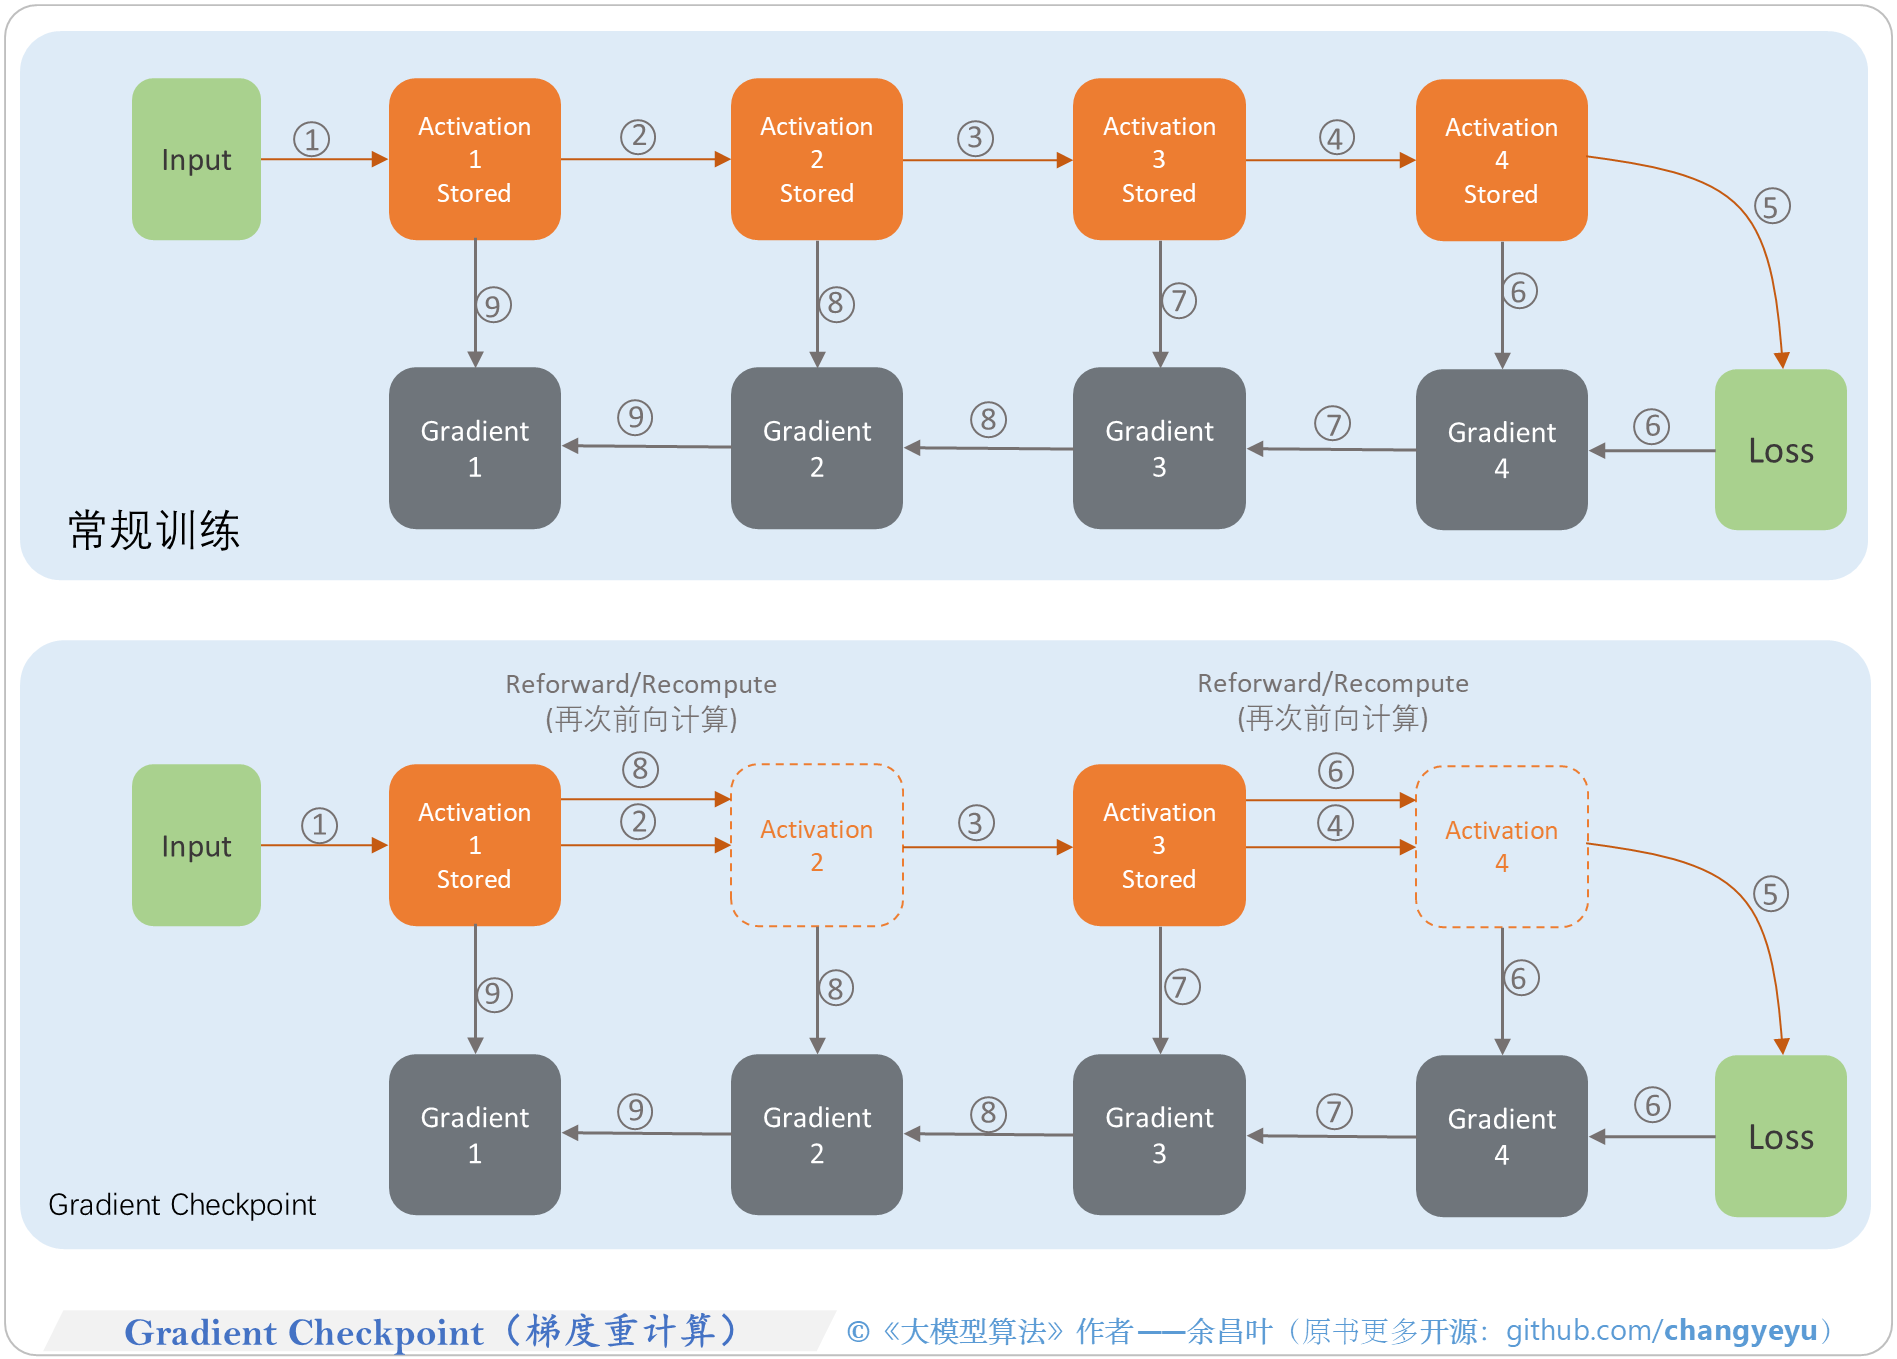 Input
①
Activation
1
Stored
②
Activation
2
Stored
③
Activation
3
Stored
④
Activation
4
Stored
⑤
⑨
⑧
⑦
⑥
Gradient
1
⑨
Gradient
2
⑧
Gradient
3
⑦
Gradient
4
⑥
Loss
常规训练
Reforward/Recompute
(再次前向计算)
Reforward/Recompute
(再次前向计算)
Input
①
Activation
1
Stored
⑧
②
Activation
2
③
Activation
3
Stored
⑥
④
Activation
4
⑤
⑨
⑧
⑦
⑥
Gradient
1
⑨
Gradient
2
⑧
Gradient
3
⑦
Gradient
4
⑥
Loss
Gradient Checkpoint
Gradient Checkpoint（梯度重计算）
©《大模型算法》作者——余昌叶（原书更多开源：github.com/changyeyu）